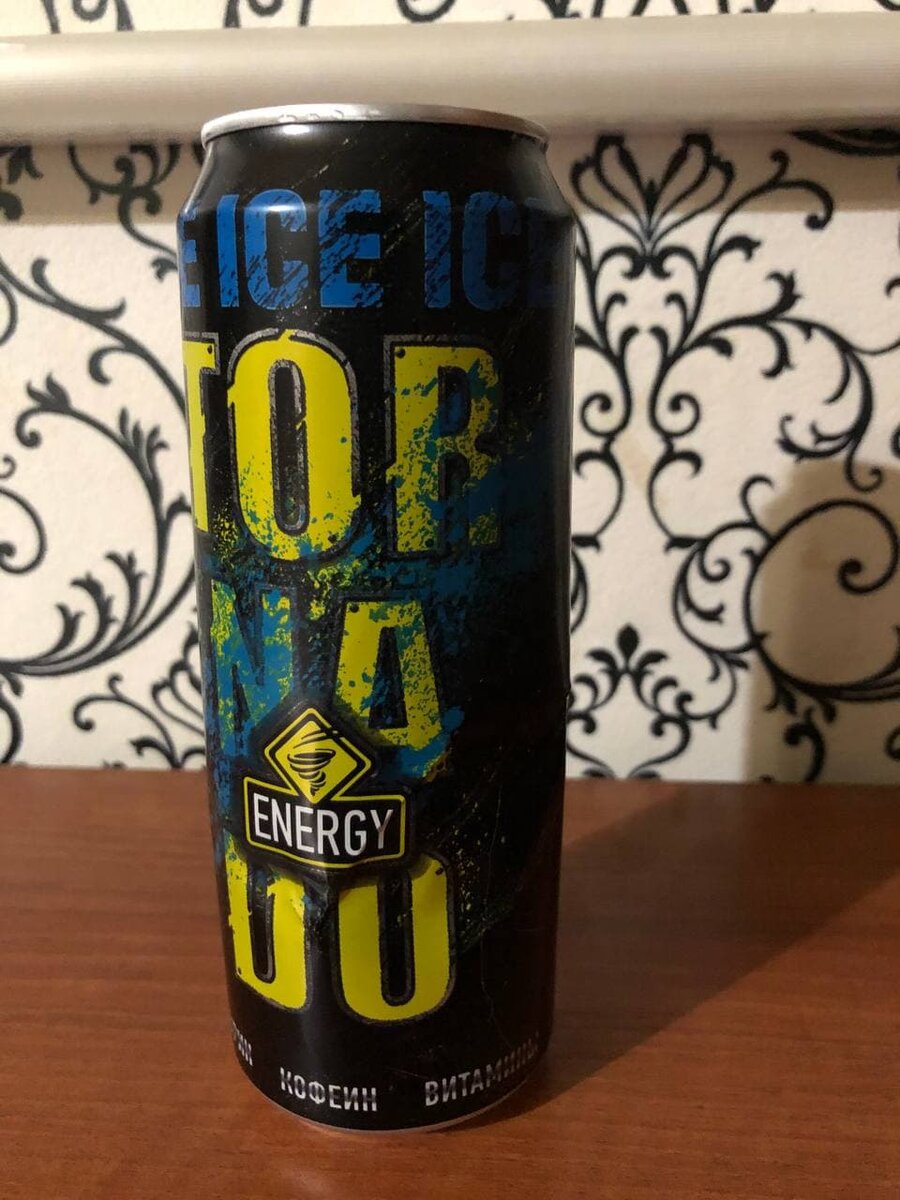 ICE ICE
TOR
NA
ENERGY
DO
КОФЕИН ВИТАМИНЫ